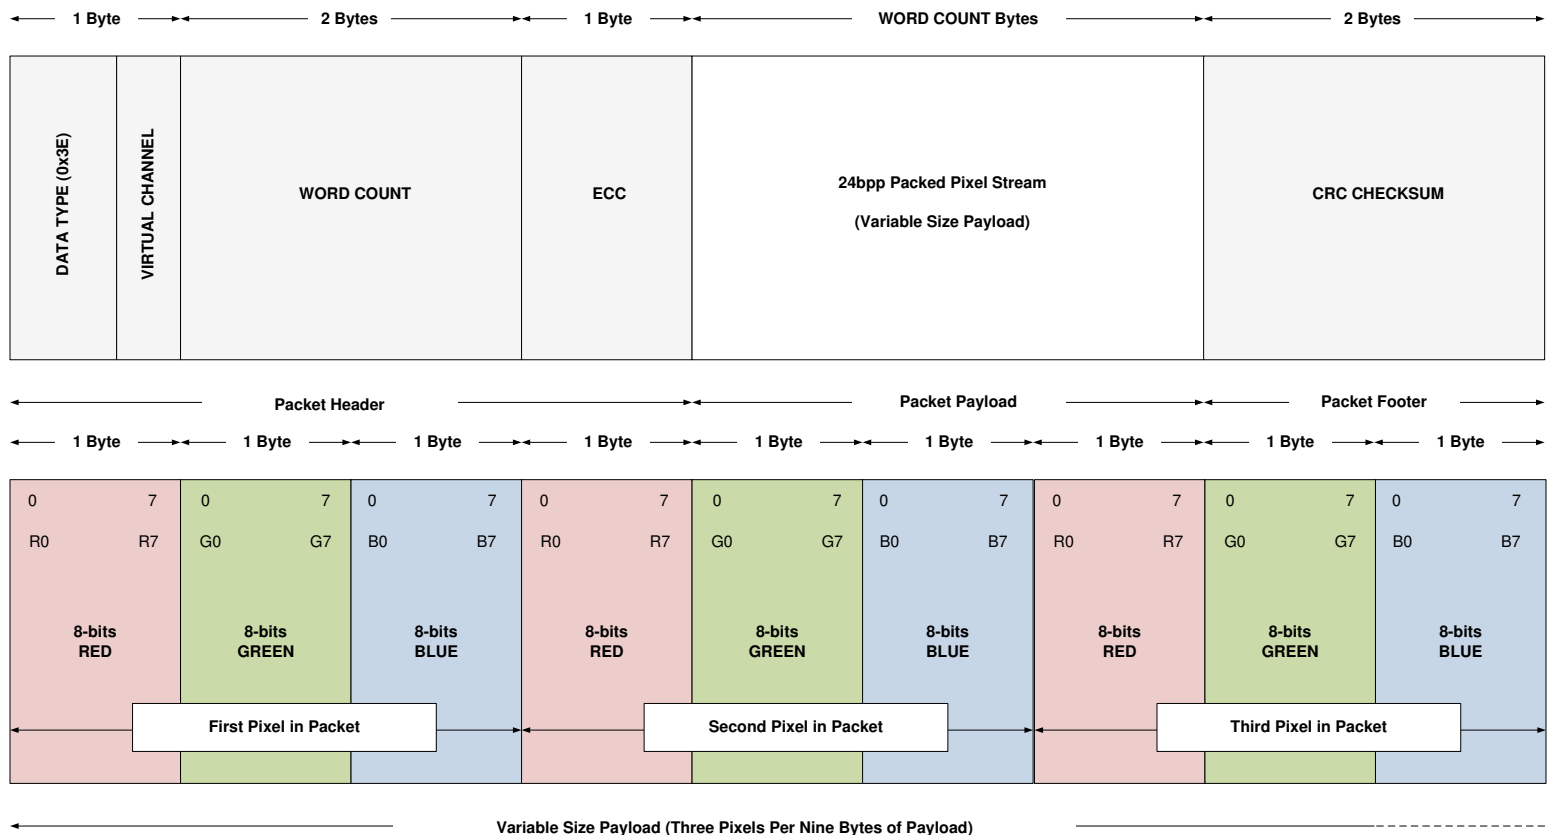 1 Byte 2 Bytes 1 Byte WORD COUNT Bytes 2 Bytes
DATA TYPE (0x3E)
VIRTUAL CHANNEL
WORD COUNT
ECC
24bpp Packed Pixel Stream
(Variable Size Payload)
CRC CHECKSUM
Packet Header Packet Payload Packet Footer
1 Byte 1 Byte 1 Byte 1 Byte 1 Byte 1 Byte 1 Byte 1 Byte 1 Byte
0 7 0 7 0 7 0 7 0 7 0 7 0 7 0 7 0 7
R0 R7 G0 G7 B0 B7 R0 R7 G0 G7 B0 B7 R0 R7 G0 G7 B0 B7
8-bits 8-bits 8-bits 8-bits 8-bits 8-bits 8-bits 8-bits 8-bits
RED GREEN BLUE RED GREEN BLUE RED GREEN BLUE
First Pixel in Packet Second Pixel in Packet Third Pixel in Packet
Variable Size Payload (Three Pixels Per Nine Bytes of Payload)